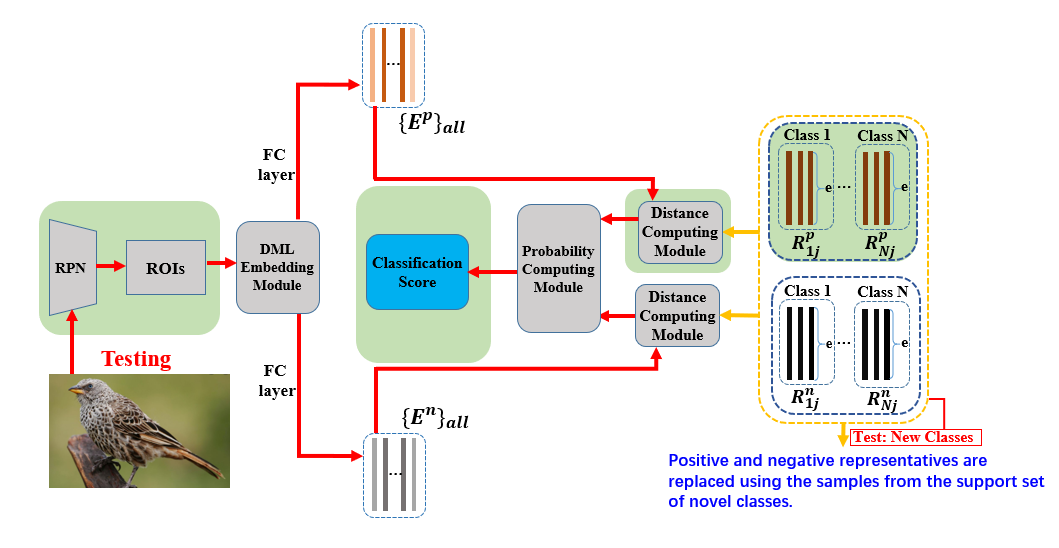 ...
{E^p}_all
FC
layer
RPN
ROIs
DML
Embedding
Module
Testing
FC
layer
{E^n}_all
...
Classification
Score
Probability
Computing
Module
Distance
Computing
Module
Distance
Computing
Module
Class 1 Class N
e ... e
R^p_1j R^p_Nj
Class 1 Class N
e ... e
R^n_1j R^n_Nj
Test: New Classes
Positive and negative representatives are
replaced using the samples from the support set
of novel classes.